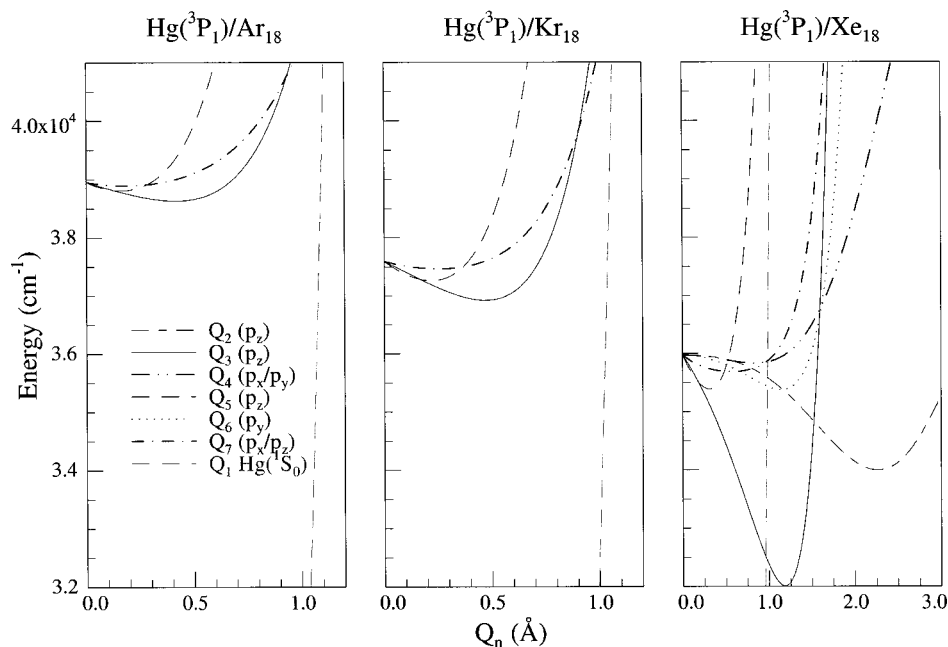 Hg(³P₁)/Ar₁₈
Hg(³P₁)/Kr₁₈
Hg(³P₁)/Xe₁₈
Energy (cm⁻¹)
4.0x10⁴
3.8
3.6
3.4
3.2
Q₂ (p_z)
Q₃ (p_z)
Q₄ (p_x/p_y)
Q₅ (p_z)
Q₆ (p_y)
Q₇ (p_x/p_z)
Q₁ Hg(¹S₀)
0.0 0.5 1.0
0.0 0.5 1.0
0.0 1.0 2.0 3.0
Qₙ (Å)